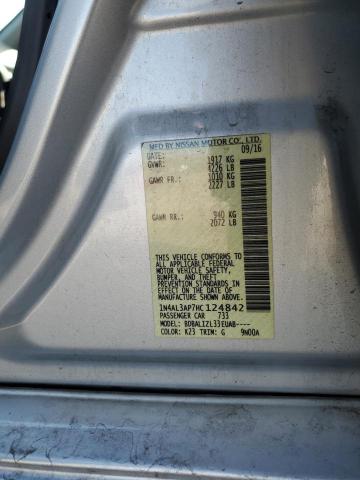 MFD BY NISSAN MOTOR CO., LTD.
DATE: 09/16
GVWR: 1917 KG
4226 LB
GAWR FR.: 1010 KG
2227 LB
GAWR RR.: 940 KG
2072 LB
THIS VEHICLE CONFORMS TO
ALL APPLICABLE FEDERAL
MOTOR VEHICLE SAFETY,
BUMPER, AND THEFT
PREVENTION STANDARDS
IN EFFECT ON THE DATE OF
MANUFACTURE SHOWN ABOVE.
1N4AL3AP7HC124842
PASSENGER CAR 733
MODEL: BDBALIZL33EUAB----
COLOR: K23 TRIM: G 9N00A